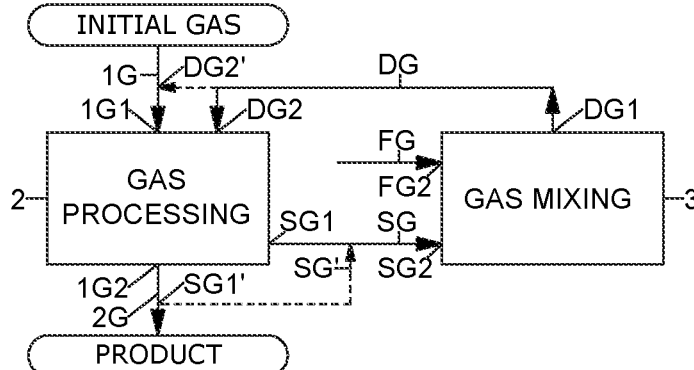 INITIAL GAS
1G
DG2'
DG
1G1
DG2
DG1
FG
FG2
2
GAS
PROCESSING
GAS MIXING
3
SG1
SG
SG'
SG2
1G2
SG1'
2G
PRODUCT